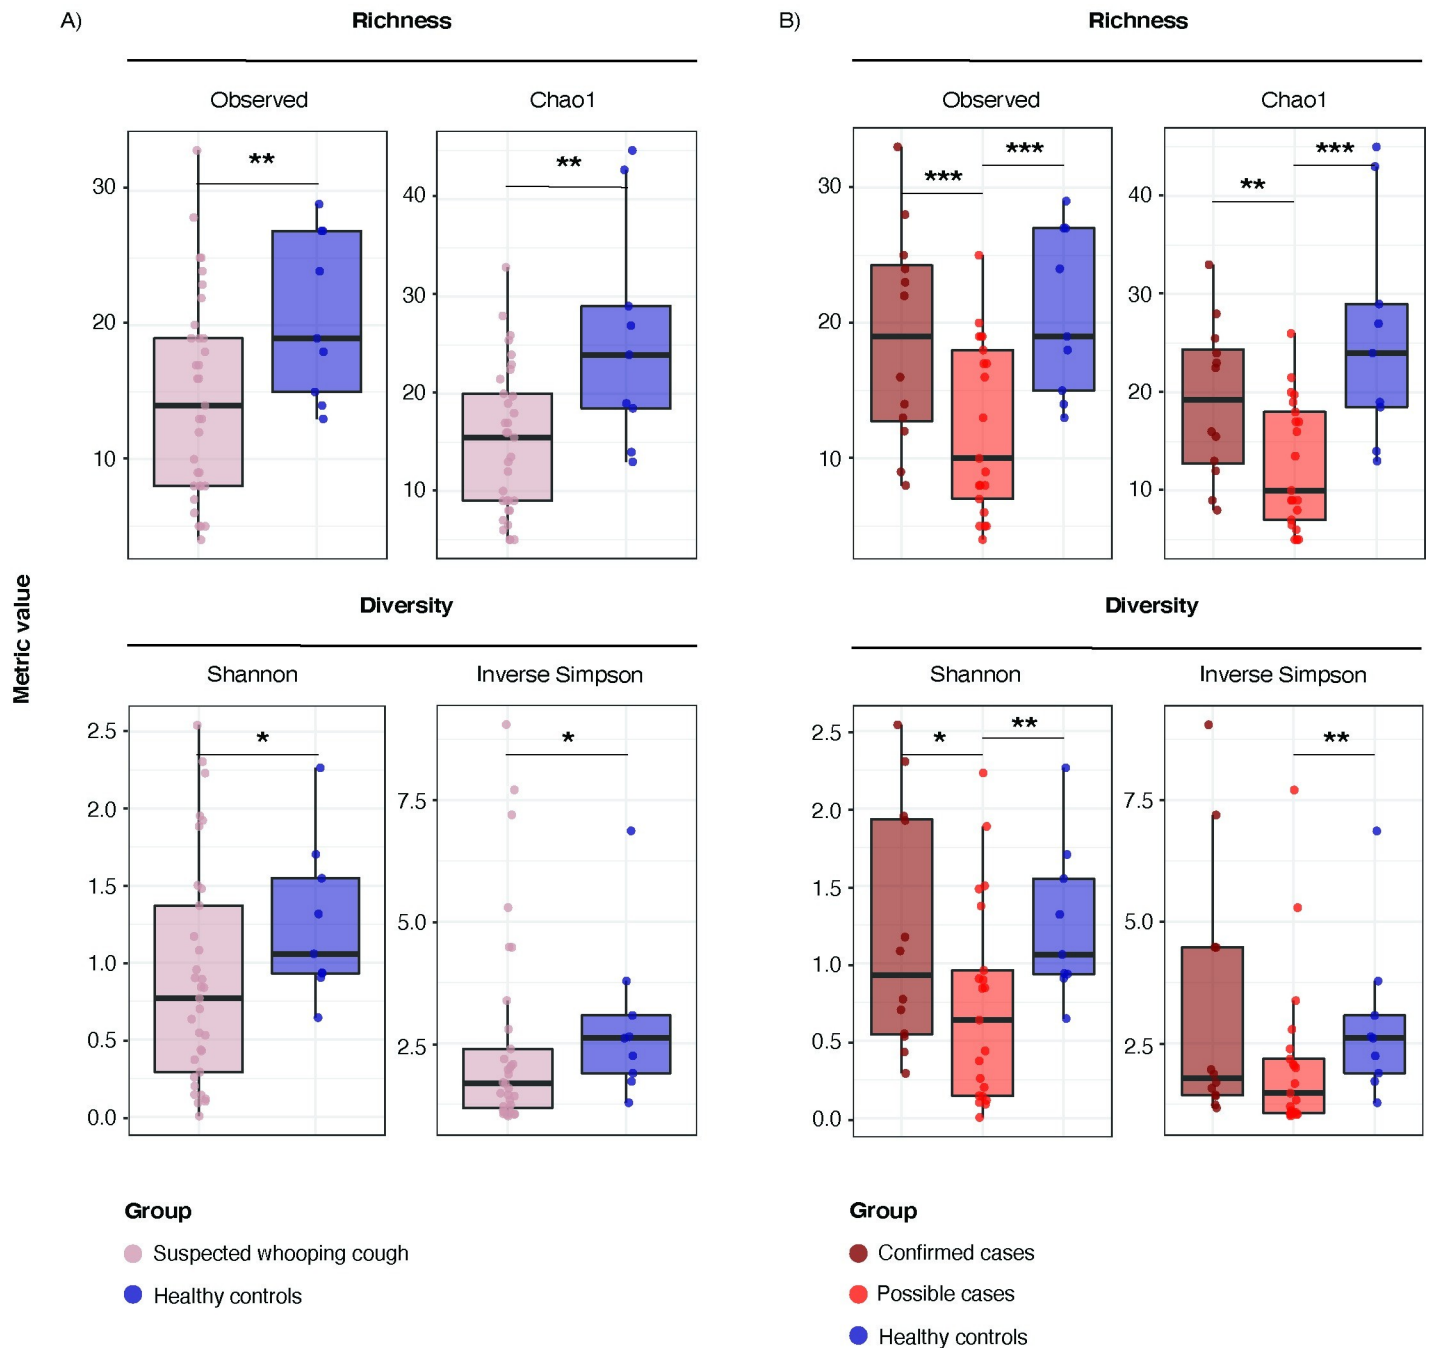 A)
Richness
Observed
Chao1
**
**
30
20
10
40
30
20
10
Metric value
Diversity
Shannon
Inverse Simpson
*
*
2.5
2.0
1.5
1.0
0.5
0.0
7.5
5.0
2.5
Group
Suspected whooping cough
Healthy controls
B)
Richness
Observed
Chao1
***
***
**
***
30
20
10
40
30
20
10
Diversity
Shannon
Inverse Simpson
*
**
**
2.5
2.0
1.5
1.0
0.5
0.0
7.5
5.0
2.5
Group
Confirmed cases
Possible cases
Healthy controls